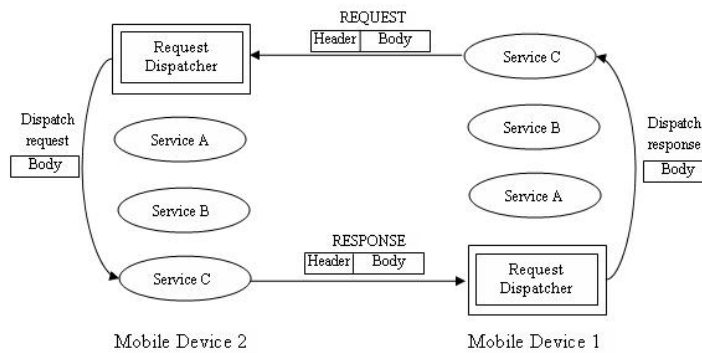 REQUEST
Header Body
Request
Dispatcher
Service C
Dispatch
request
Body
Service A
Service B
Service B
Service A
Dispatch
response
Body
RESPONSE
Header Body
Service C
Request
Dispatcher
Mobile Device 2
Mobile Device 1